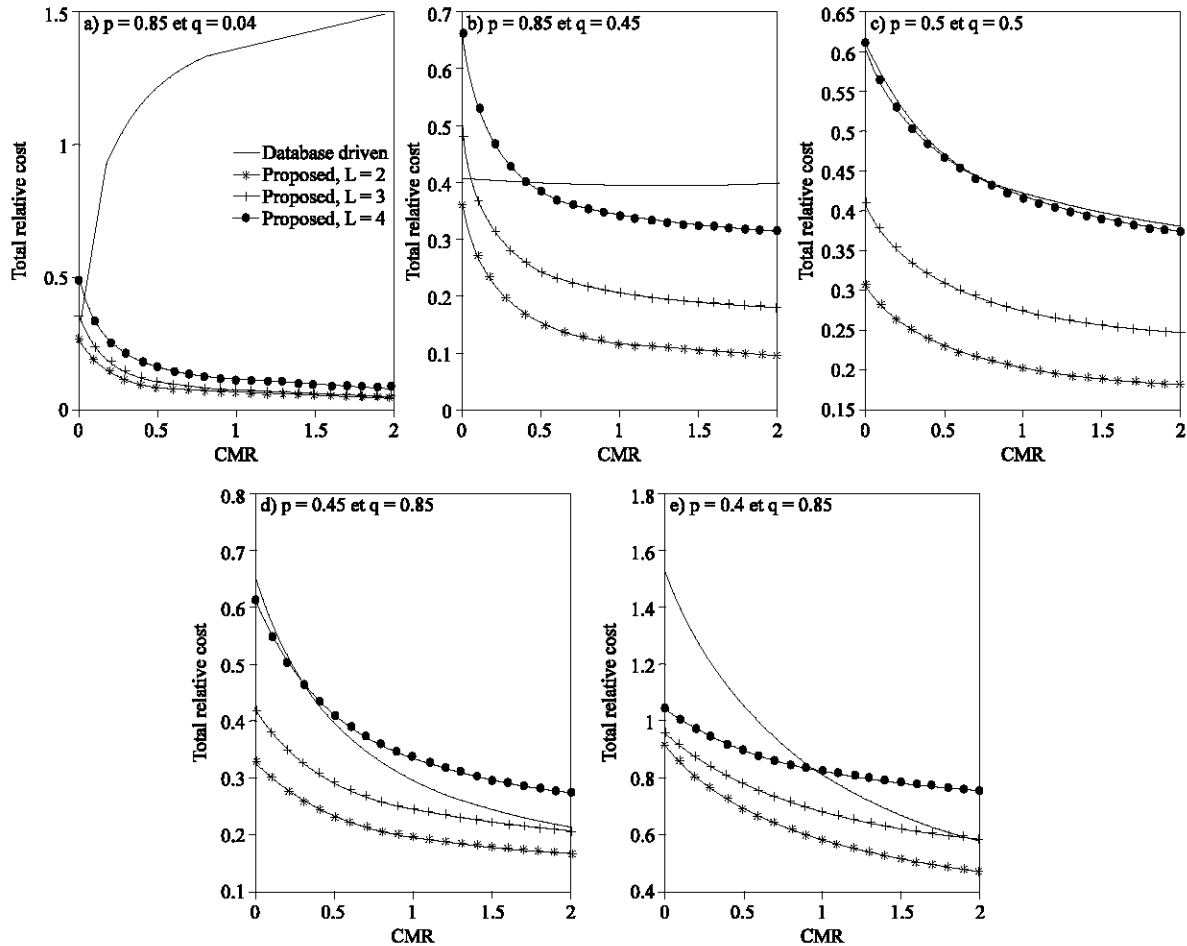 a) p = 0.85 et q = 0.04
1.5
1
0.5
0
Total relative cost
Database driven
Proposed, L = 2
Proposed, L = 3
Proposed, L = 4
0 0.5 1 1.5 2
CMR
b) p = 0.85 et q = 0.45
0.7
0.6
0.5
0.4
0.3
0.2
0.1
0
Total relative cost
0 0.5 1 1.5 2
CMR
c) p = 0.5 et q = 0.5
0.65
0.6
0.55
0.5
0.45
0.4
0.35
0.3
0.25
0.2
0.15
Total relative cost
0 0.5 1 1.5 2
CMR
d) p = 0.45 et q = 0.85
0.8
0.7
0.6
0.5
0.4
0.3
0.2
0.1
Total relative cost
0 0.5 1 1.5 2
CMR
e) p = 0.4 et q = 0.85
1.8
1.6
1.4
1.2
1
0.8
0.6
0.4
Total relative cost
0 0.5 1 1.5 2
CMR